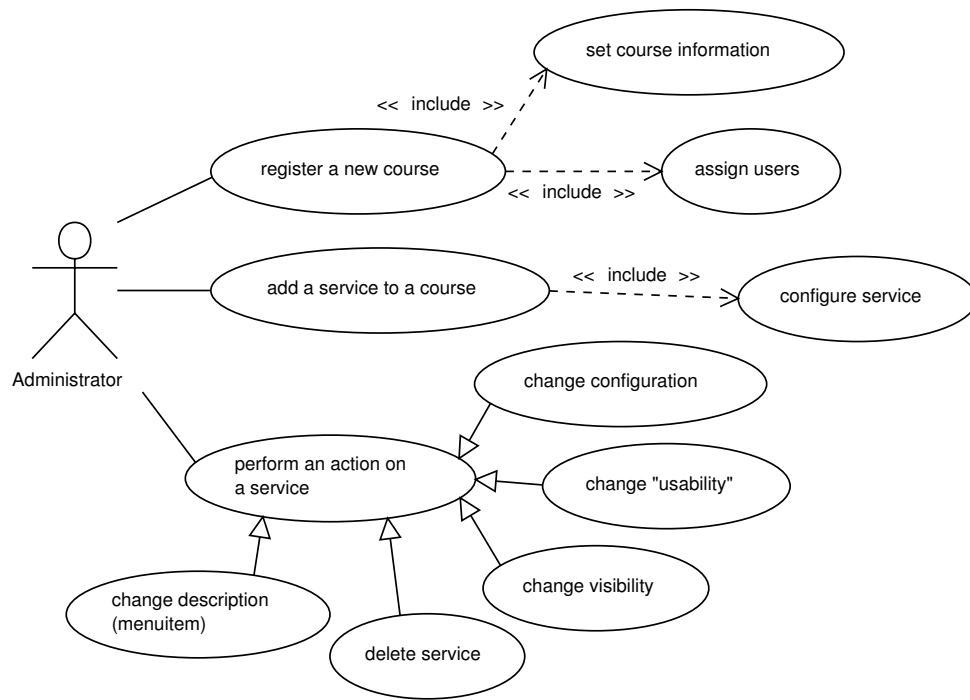 set course information
<< include >>
register a new course
assign users
<< include >>
add a service to a course
<< include >>
configure service
Administrator
change configuration
perform an action on
a service
change "usability"
change visibility
change description
(menuitem)
delete service